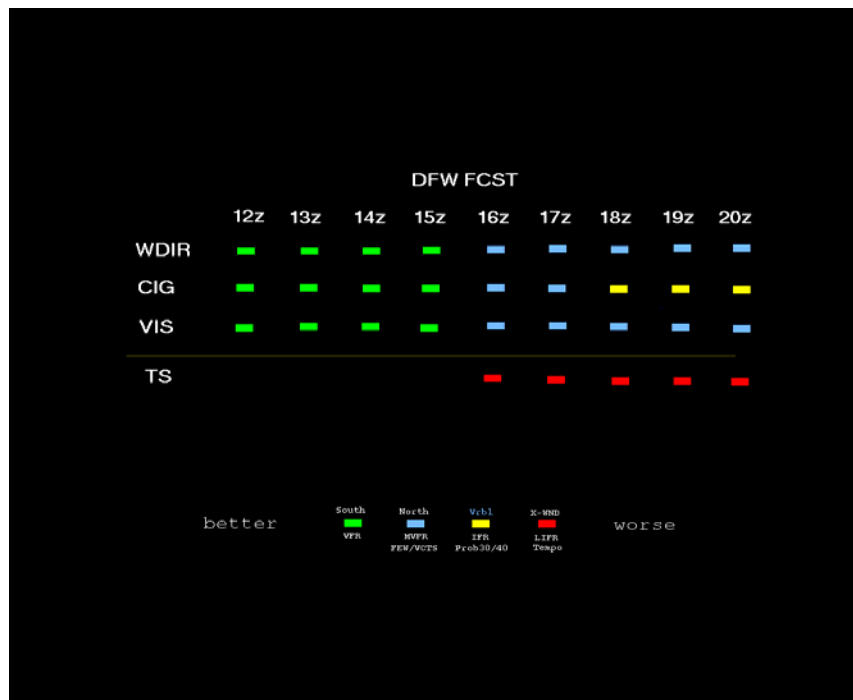 DFW FCST
12z 13z 14z 15z 16z 17z 18z 19z 20z
WDIR
CIG
VIS
TS
better
South North Vrbl X-WND
VFR MVFR IFR LIFR
FEW/VCTS Prob30/40 Tempo
worse